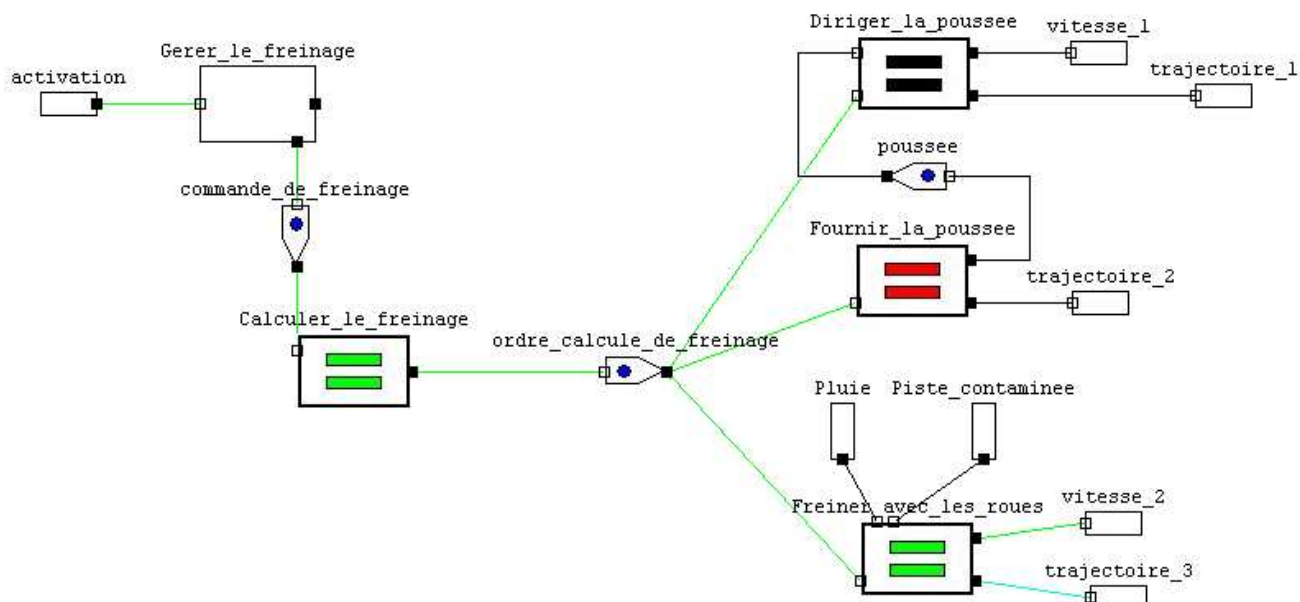 Diriger_la_poussee
vitesse_1
Gerer_le_freinage
activation
trajectoire_1
poussee
commande_de_freinage
Fournir_la_poussee
trajectoire_2
Calculer_le_freinage
ordre_calcule_de_freinage
Pluie
Piste_contaminee
Freiner_avec_les_roues
vitesse_2
trajectoire_3